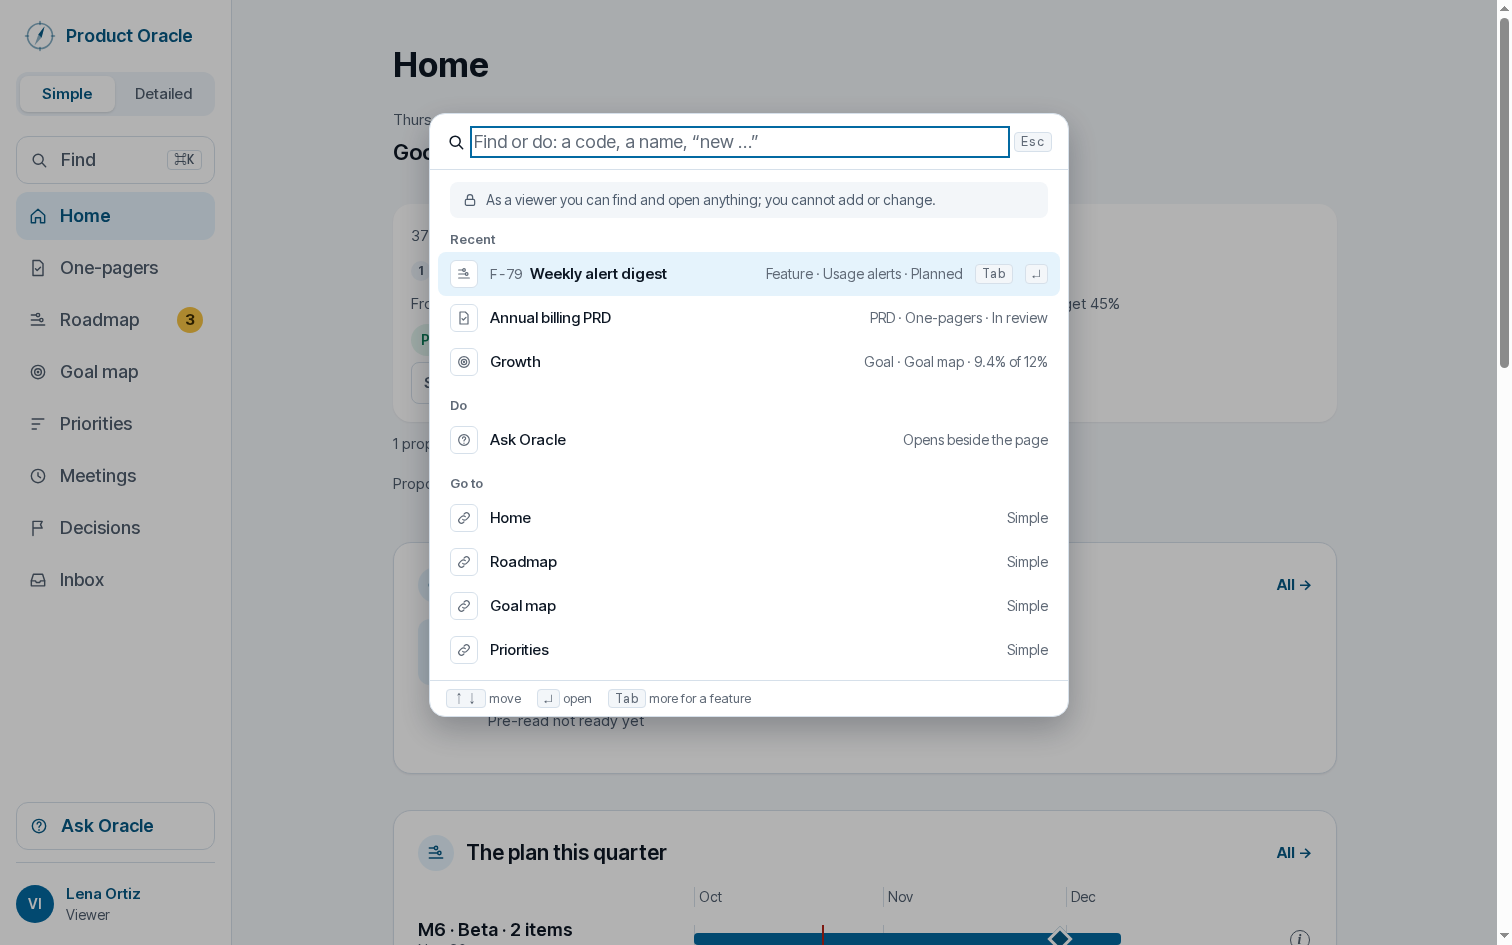 Product Oracle
Simple
Detailed
Find
⌘K
Home
One-pagers
Roadmap
3
Goal map
Priorities
Meetings
Decisions
Inbox
Ask Oracle
VI
Lena Ortiz
Viewer
Home
Thurs
Find or do: a code, a name, “new …”
Esc
As a viewer you can find and open anything; you cannot add or change.
Recent
F-79 Weekly alert digest
Feature · Usage alerts · Planned
Tab
↵
Annual billing PRD
PRD · One-pagers · In review
Growth
Goal · Goal map · 9.4% of 12%
Do
Ask Oracle
Opens beside the page
Go to
Home
Simple
Roadmap
Simple
Goal map
Simple
Priorities
Simple
↑ ↓ move
↵ open
Tab more for a feature
37
1
get 45%
1 prop
All →
Pre-read not ready yet
The plan this quarter
All →
Oct
Nov
Dec
M6 · Beta · 2 items
i